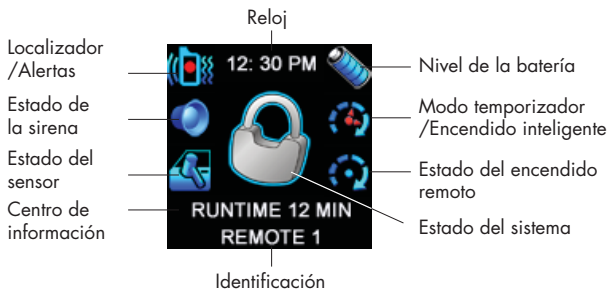 Reloj
Localizador
/Alertas
12: 30 PM
Nivel de la batería
Estado de
la sirena
Modo temporizador
/Encendido inteligente
Estado del
sensor
Estado del encendido
remoto
Centro de
información
RUNTIME 12 MIN
REMOTE 1
Estado del sistema
Identificación